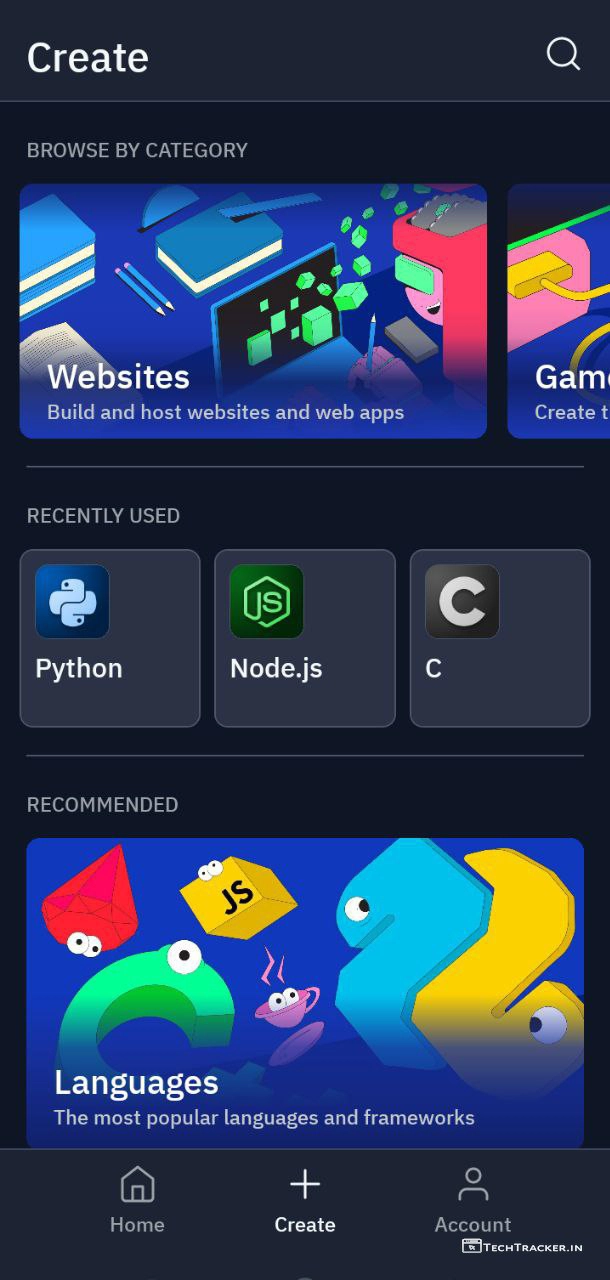 Create
BROWSE BY CATEGORY
Websites
Build and host websites and web apps
Gam
Create t
RECENTLY USED
JS
C
Python
Node.js
C
RECOMMENDED
JS
Languages
The most popular languages and frameworks
Home
Create
Account
TECHTRACKER.IN